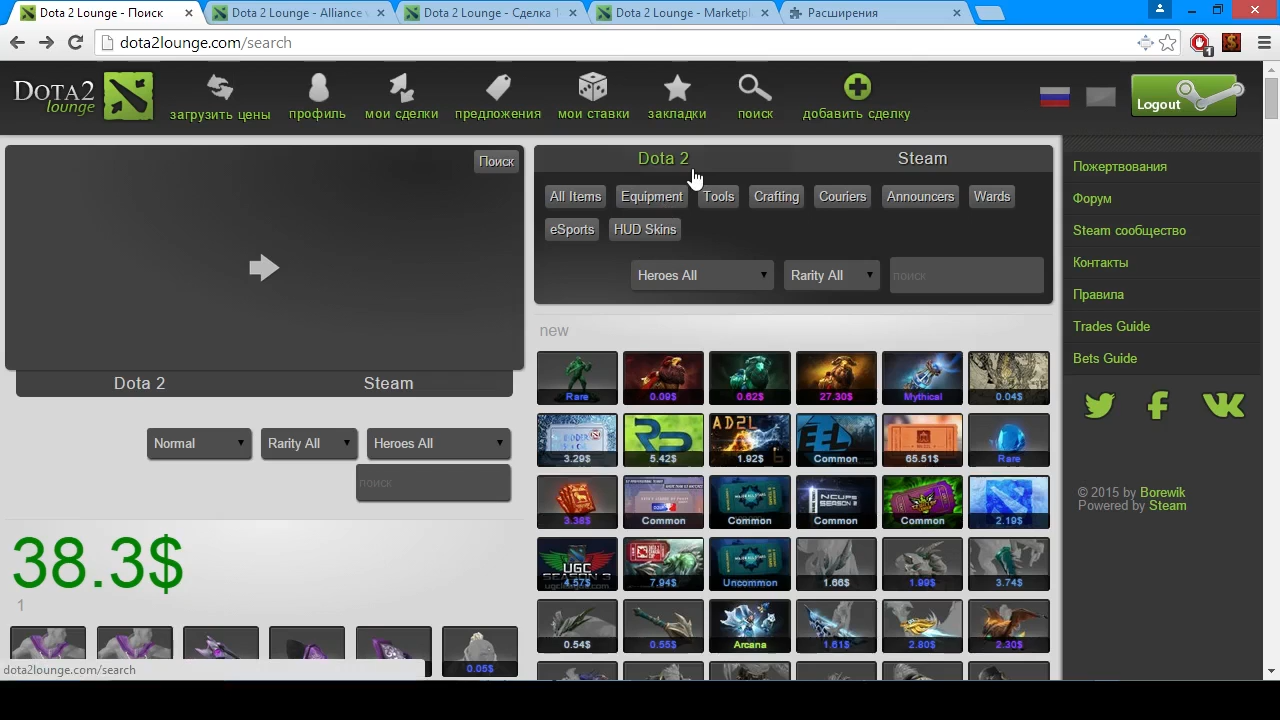 Dota 2 Lounge - Поиск
Dota 2 Lounge - Alliance
Dota 2 Lounge - Сделка 1
Dota 2 Lounge - Marketpl
Расширения
dota2lounge.com/search
1
DOTA2
lounge
загрузить цены
профиль
мои сделки
предложения
мои ставки
закладки
поиск
добавить сделку
Logout
Поиск
Dota 2
Steam
Normal
Rarity All
Heroes All
поиск
38.3$
1
0.05$
dota2lounge.com/search
Dota 2
Steam
All Items
Equipment
Tools
Crafting
Couriers
Announcers
Wards
eSports
HUD Skins
Heroes All
Rarity All
поиск
new
Rare
0.09$
0.62$
27.30$
Mythical
0.04$
3.29$
5.42$
AD2L
1.92$
EEL
Common
65.51$
Rare
3.38$
Common
Common
Common
Common
2.19$
UGC
4.57$
7.94$
Uncommon
1.66$
1.99$
3.74$
0.54$
0.55$
Arcana
1.61$
2.80$
2.30$
Пожертвования
Форум
Steam сообщество
Контакты
Правила
Trades Guide
Bets Guide
© 2015 by Borewik
Powered by Steam